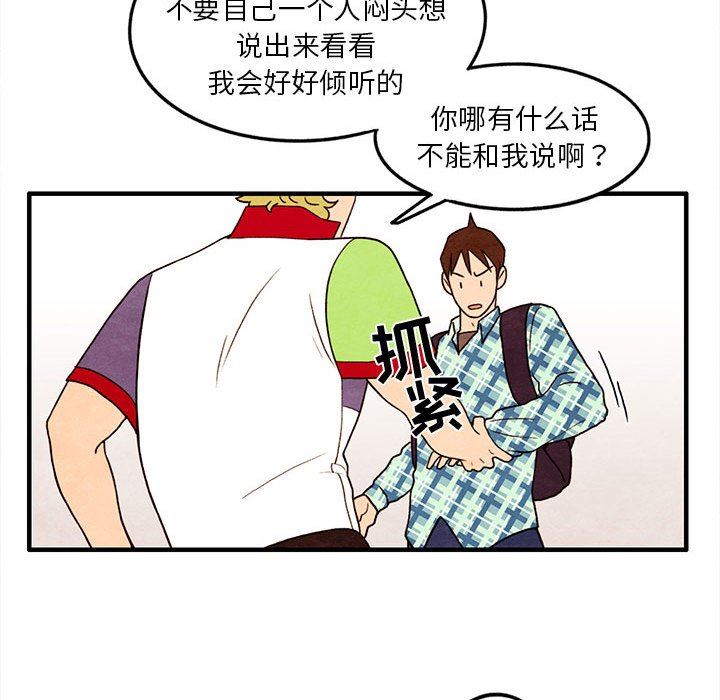 不要自己一个人闷头想
说出来看看
我会好好倾听的
你哪有什么话
不能和我说啊？
抓
紧